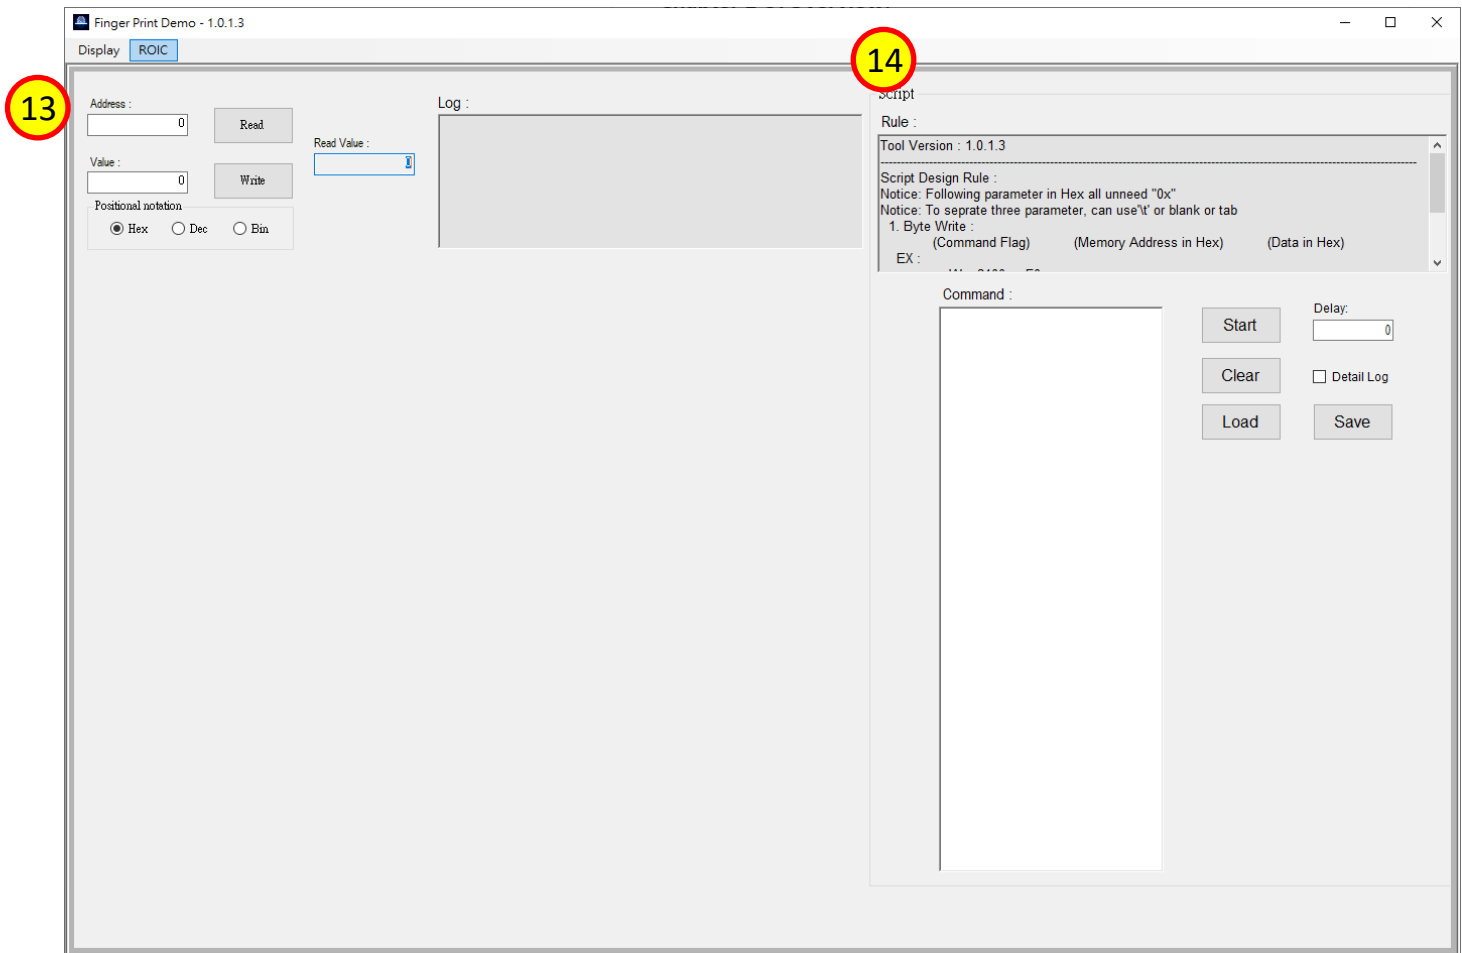 Finger Print Demo - 1.0.1.3
Display ROIC
13
14
Address :
0
Read
Value :
0
Write
Read Value :
0
Positional notation
Hex Dec Bin
Log :
Script
Rule :
Tool Version : 1.0.1.3
Script Design Rule :
Notice: Following parameter in Hex all unneed "0x"
Notice: To seprate three parameter, can use'\t' or blank or tab
1. Byte Write :
(Command Flag) (Memory Address in Hex) (Data in Hex)
EX :
Command :
Start
Delay:
0
Clear
Detail Log
Load
Save